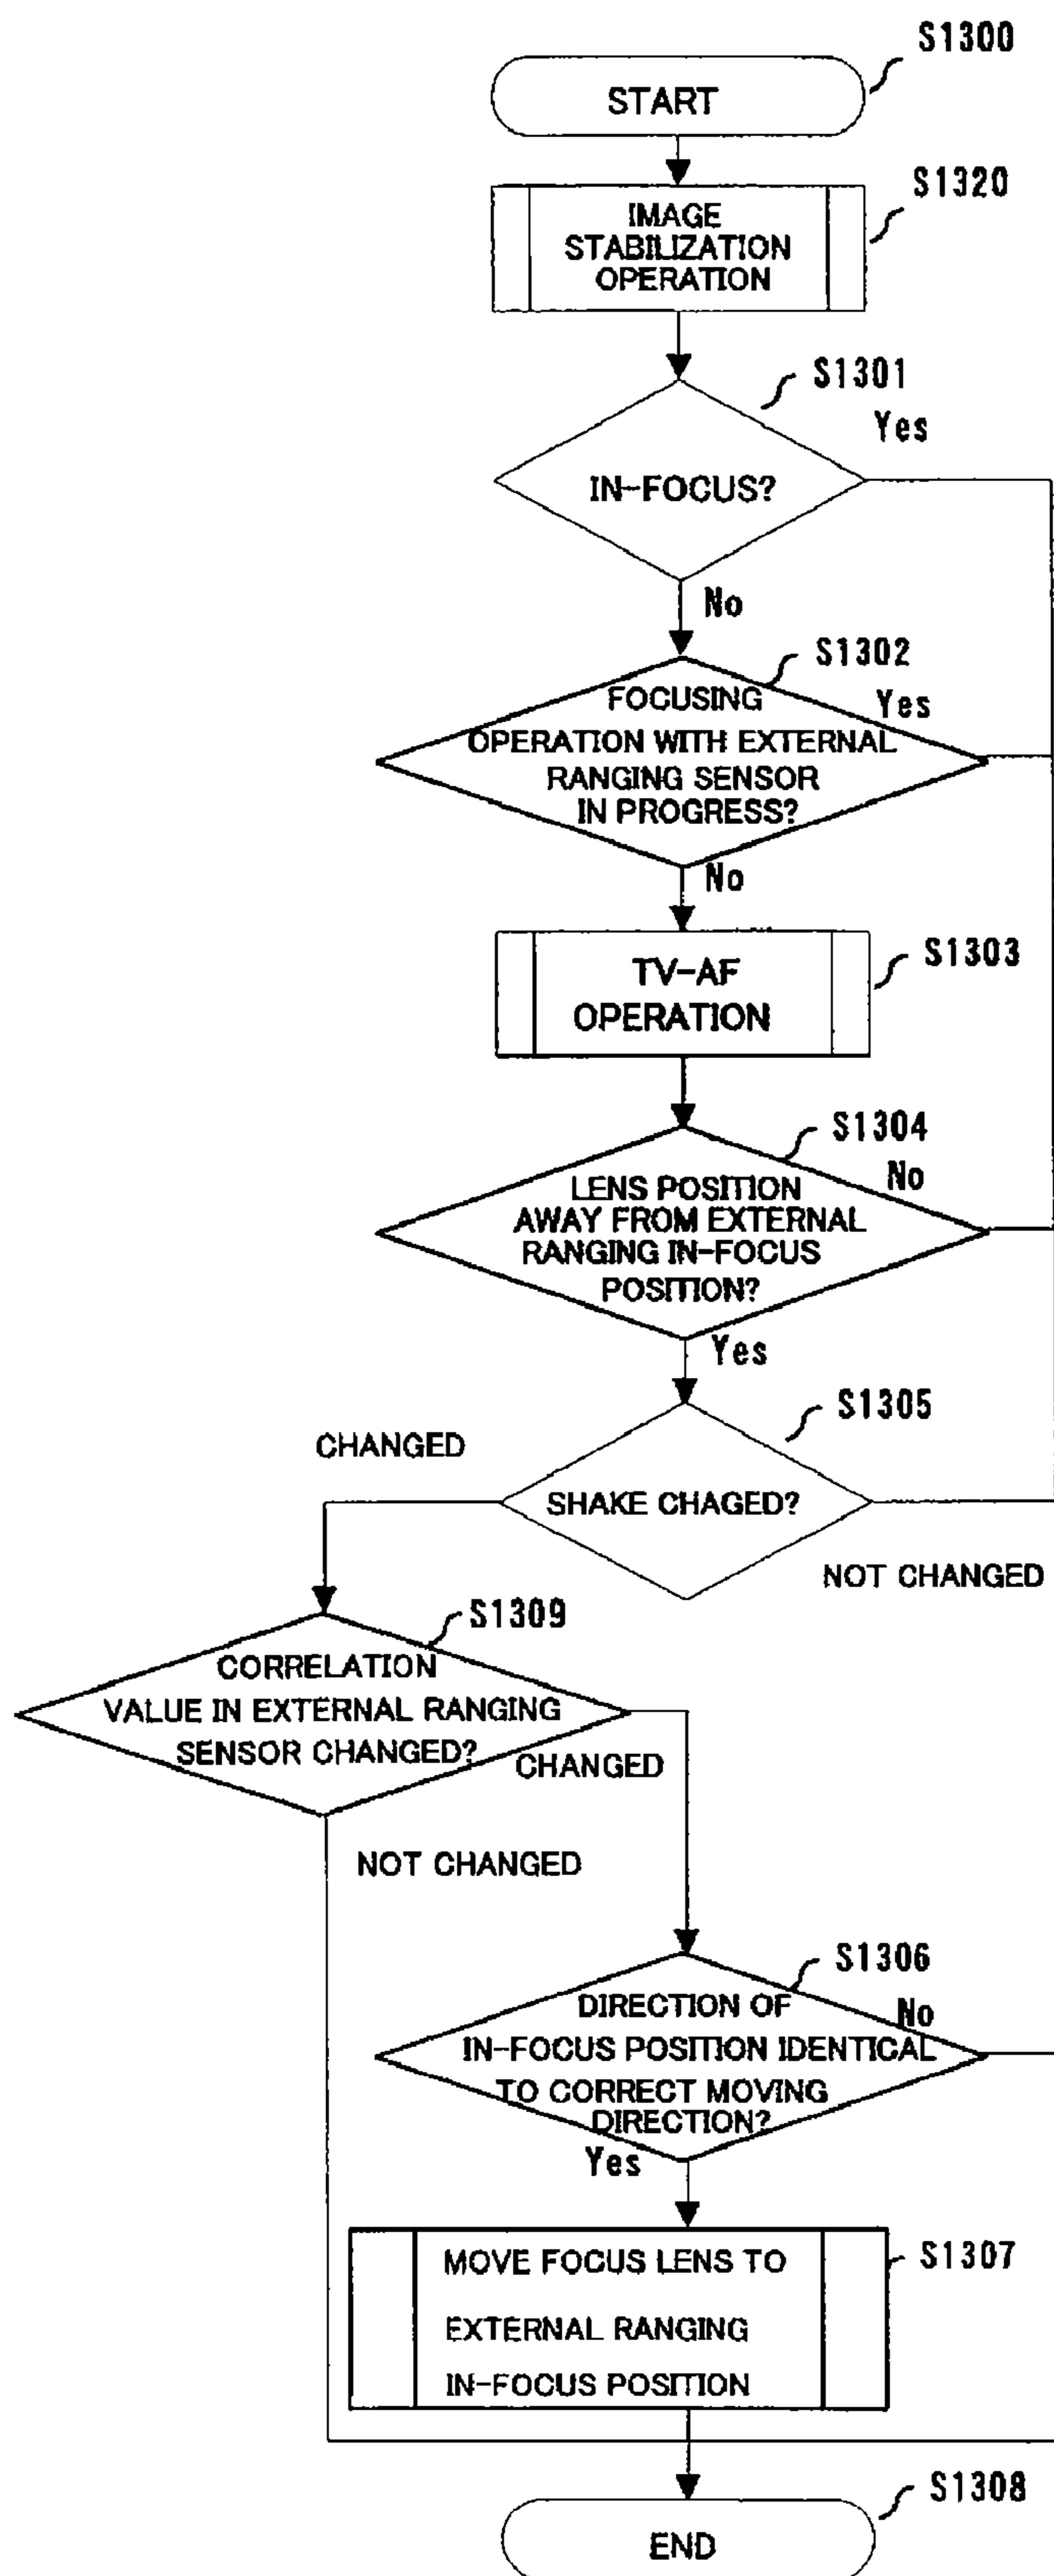 S1300
START
S1320
IMAGE
STABILIZATION
OPERATION
S1301
Yes
IN-FOCUS?
No
S1302
Yes
FOCUSING
OPERATION WITH EXTERNAL
RANGING SENSOR
IN PROGRESS?
No
S1303
TV-AF
OPERATION
S1304
No
LENS POSITION
AWAY FROM EXTERNAL
RANGING IN-FOCUS
POSITION?
Yes
S1305
CHANGED
SHAKE CHAGED?
NOT CHANGED
S1309
CORRELATION
VALUE IN EXTERNAL RANGING
SENSOR CHANGED?
CHANGED
NOT CHANGED
S1306
No
DIRECTION OF
IN-FOCUS POSITION IDENTICAL
TO CORRECT MOVING
DIRECTION?
Yes
S1307
MOVE FOCUS LENS TO
EXTERNAL RANGING
IN-FOCUS POSITION
S1308
END